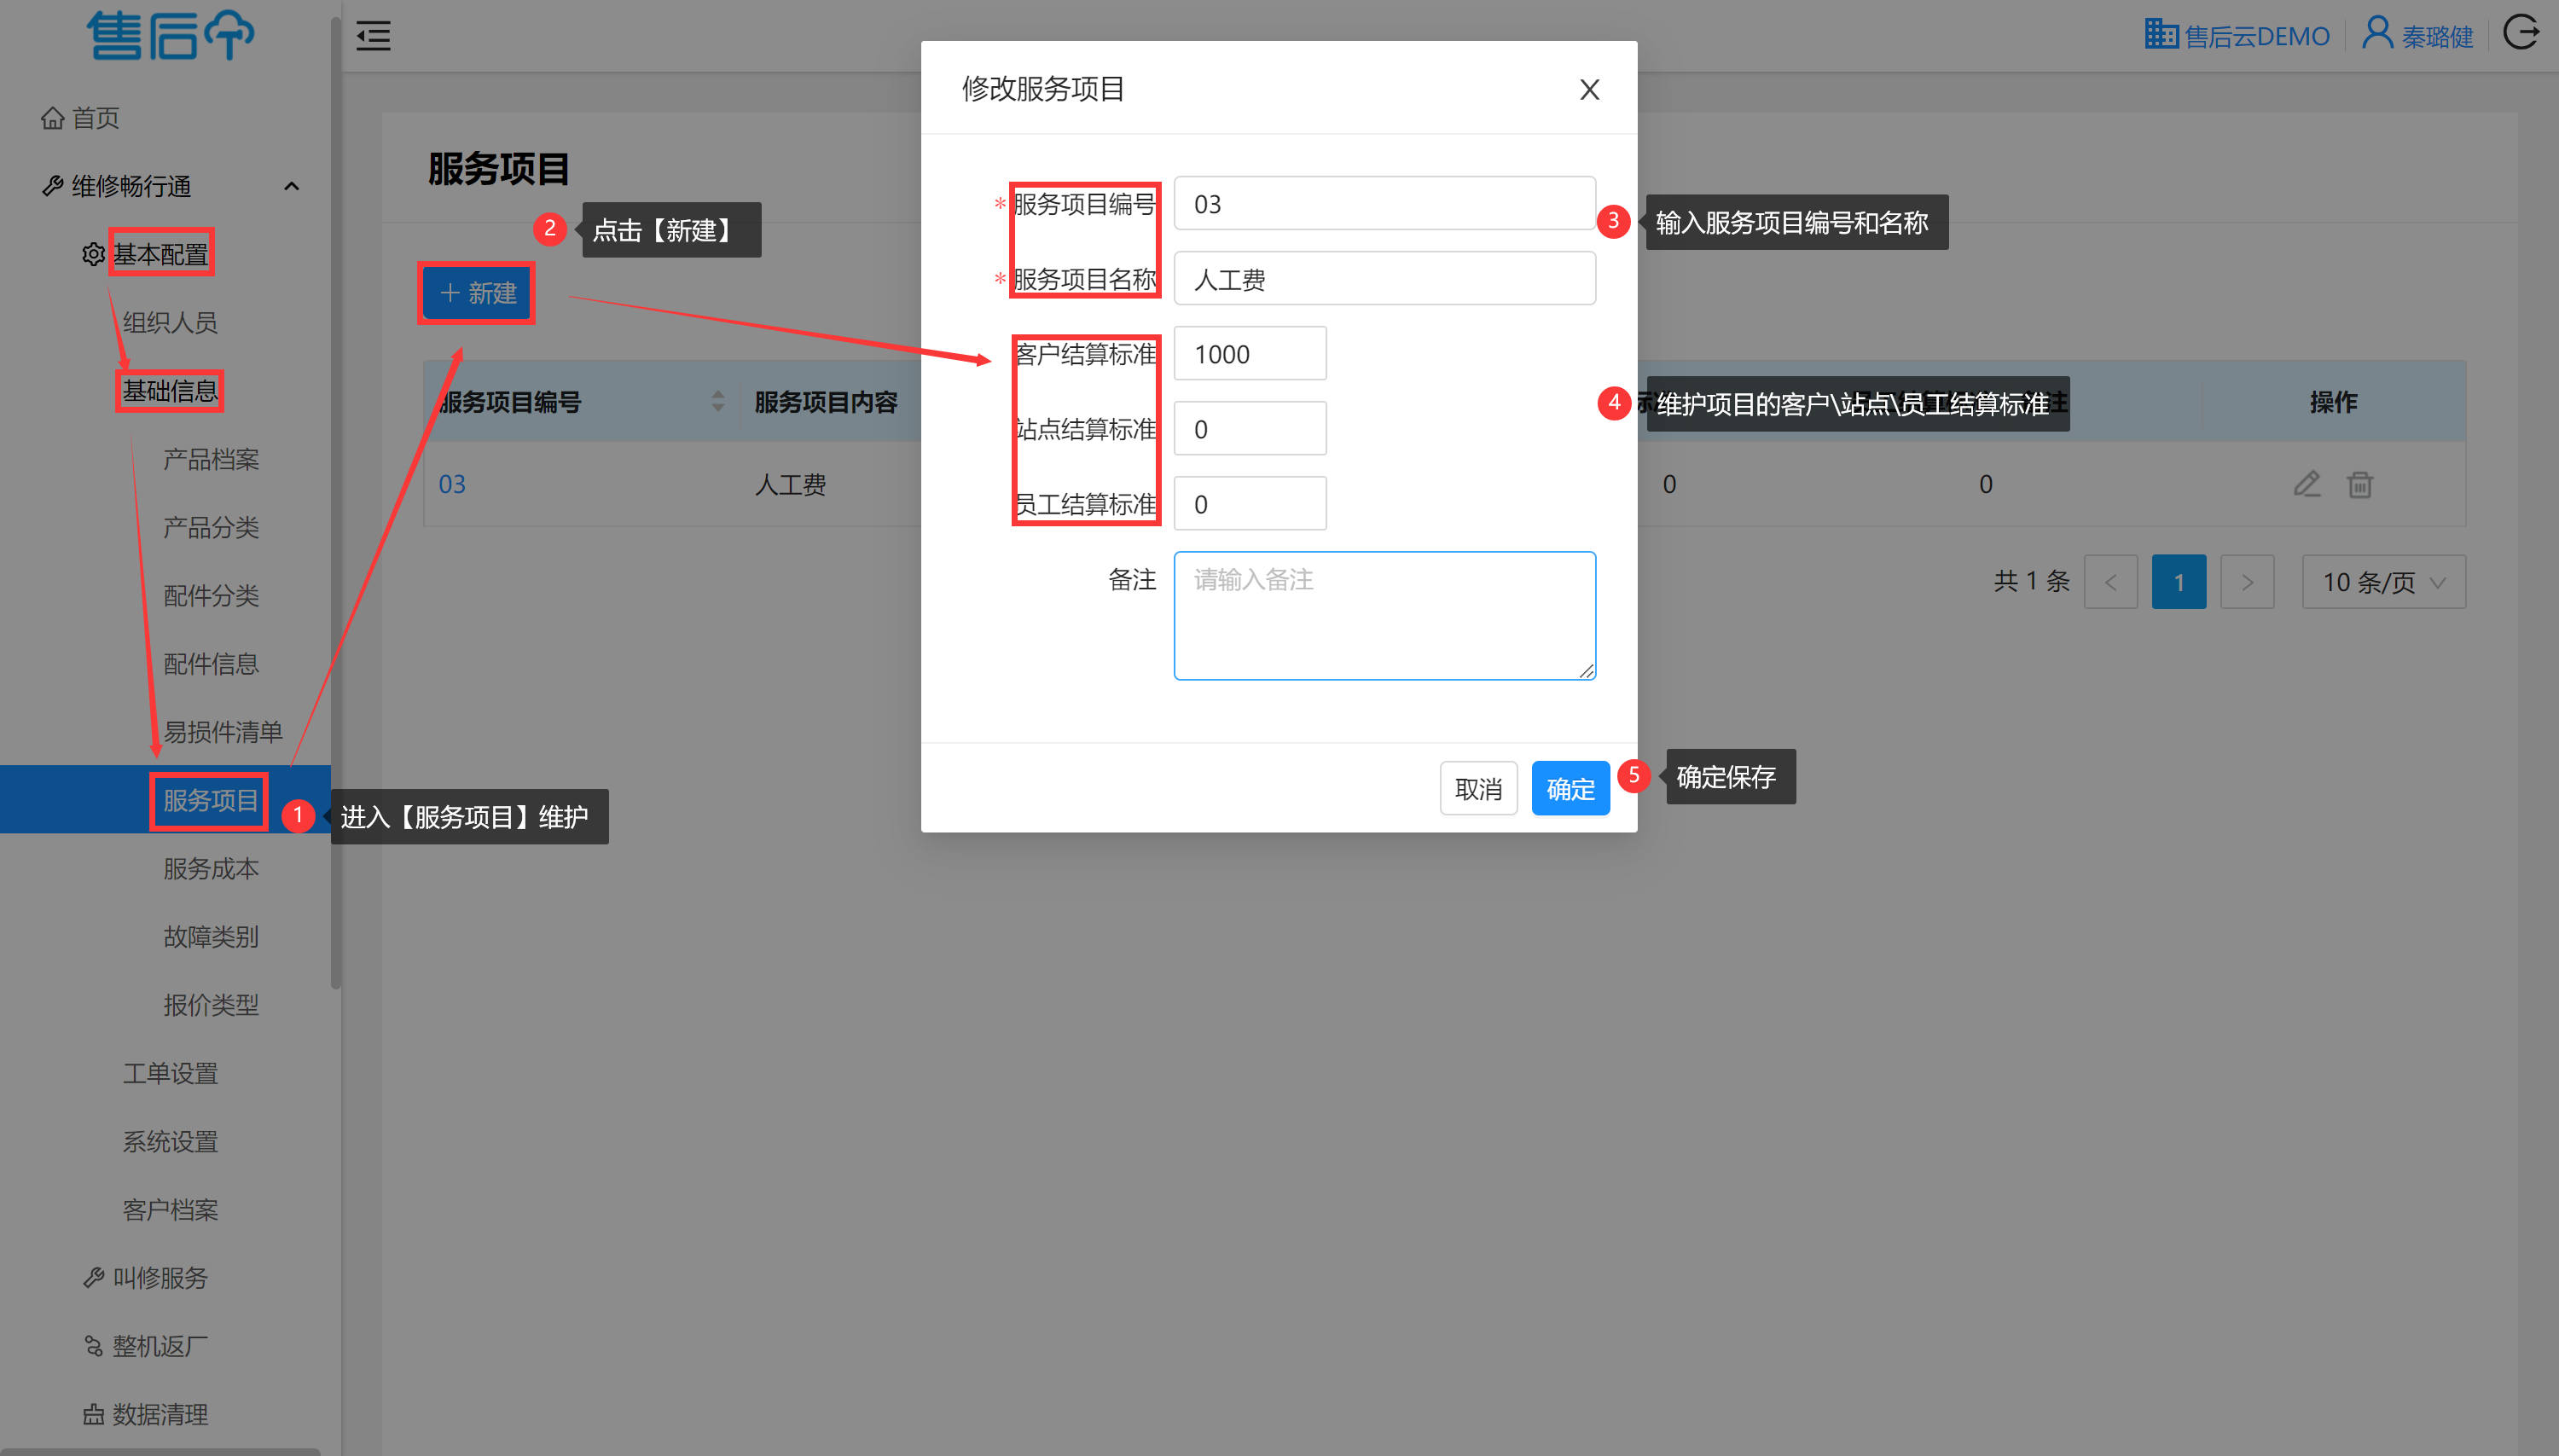 售后
售后云DEMO
秦璐健
首页
维修畅行通
基本配置
组织人员
基础信息
产品档案
产品分类
配件分类
配件信息
易损件清单
服务项目
服务成本
故障类别
报价类型
工单设置
系统设置
客户档案
叫修服务
整机返厂
数据清理
1 进入【服务项目】维护
服务项目
2 点击【新建】
+ 新建
服务项目编号 服务项目内容 操作
03 人工费 0 0
共 1 条 < 1 > 10 条/页
修改服务项目 X
* 服务项目编号 03
3 输入服务项目编号和名称
* 服务项目名称 人工费
客户结算标准 1000
4 维护项目的客户\站点\员工结算标准
站点结算标准 0
员工结算标准 0
备注 请输入备注
取消 确定
5 确定保存